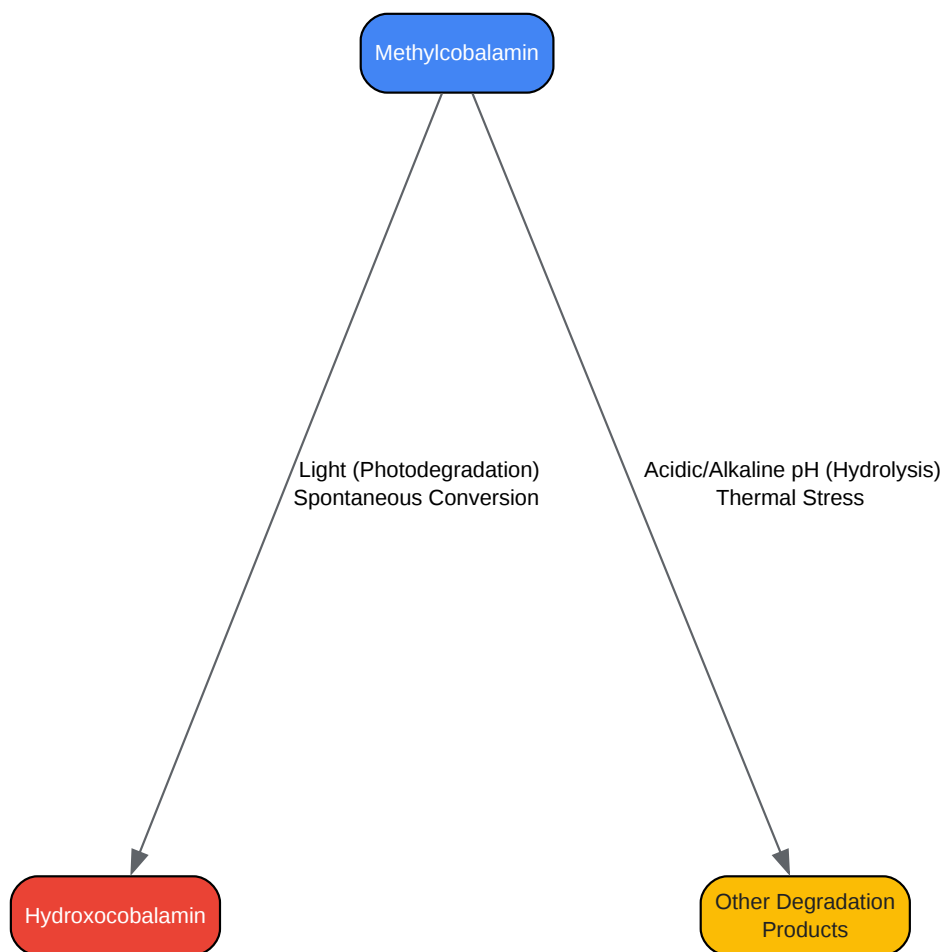 Methylcobalamin
Light (Photodegradation)
Spontaneous Conversion
Acidic/Alkaline pH (Hydrolysis)
Thermal Stress
Hydroxocobalamin
Other Degradation
Products